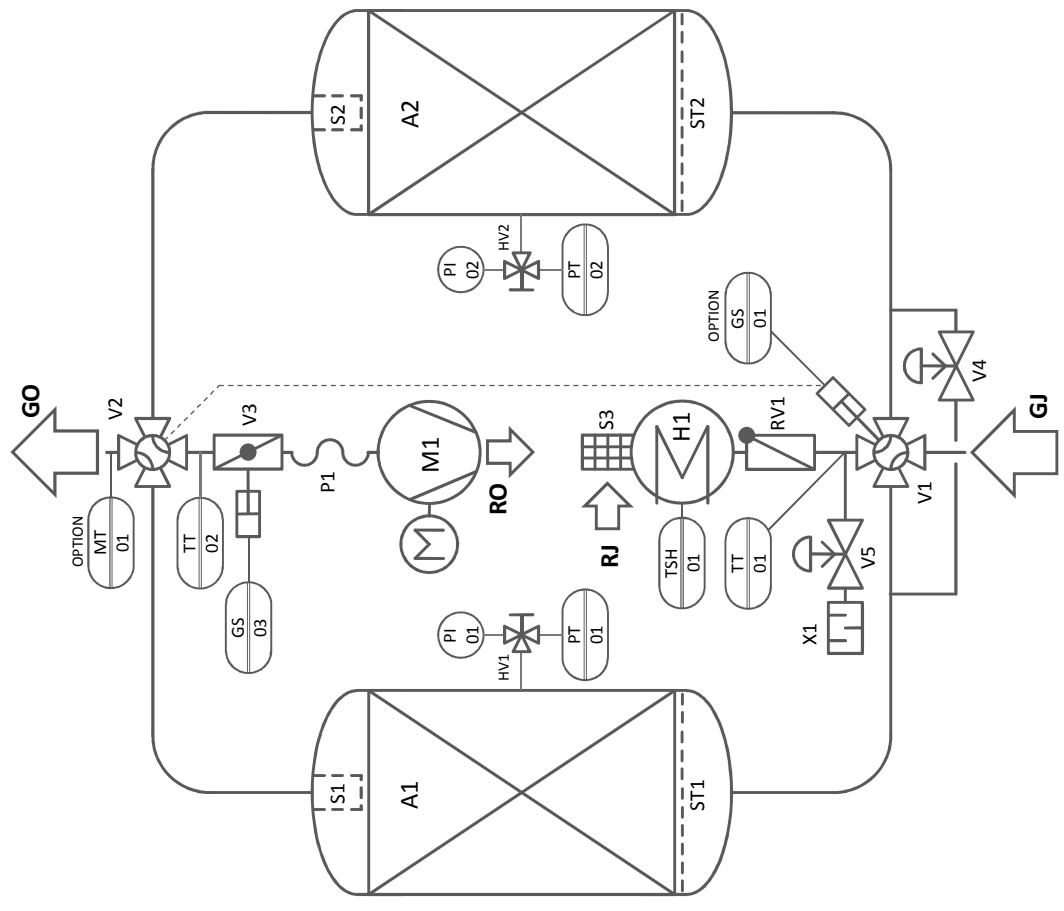 GO
V2
OPTION
MT
01
TT
02
V3
GS
03
P1
M1
M
RO
S2
A2
ST2
PI
02
HV2
PT
02
S1
A1
ST1
PI
01
HV1
PT
01
RJ
S3
H1
TSH
01
TT
01
RV1
OPTION
GS
01
X1
V5
V1
V4
GJ